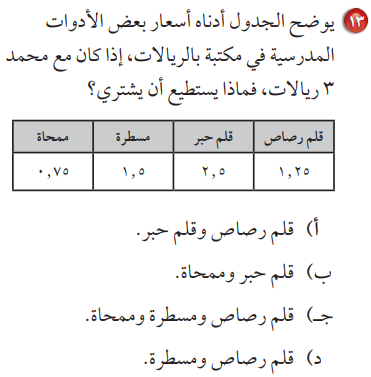 ١٣ يوضح الجدول أدناه أسعار بعض الأدوات
المدرسية في مكتبة بالريالات، إذا كان مع محمد
٣ ريالات، فماذا يستطيع أن يشتري؟
قلم رصاص قلم حبر مسطرة ممحاة
١,٢٥ ٢,٥ ١,٥ ٠,٧٥
أ) قلم رصاص وقلم حبر.
ب) قلم حبر وممحاة.
جـ) قلم رصاص ومسطرة وممحاة.
د) قلم رصاص ومسطرة.